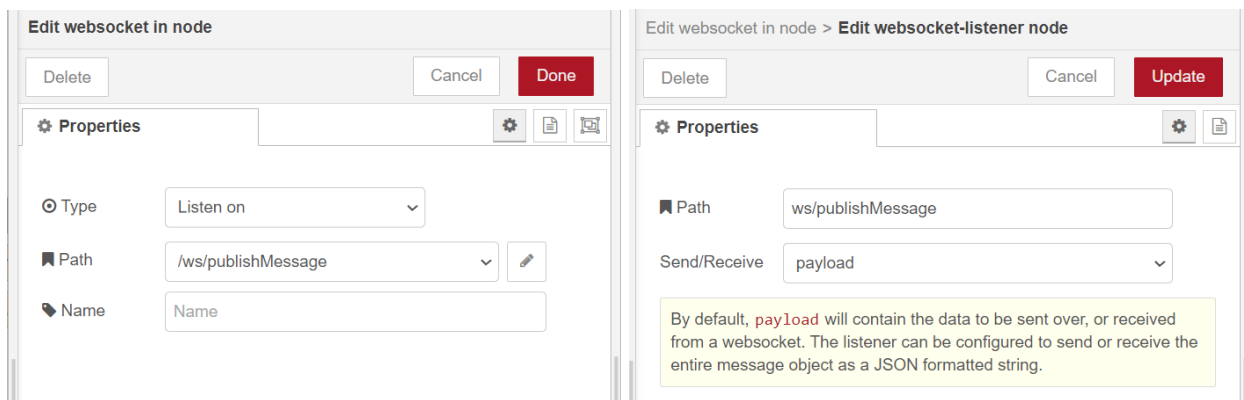 Edit websocket in node
Delete
Cancel
Done
Properties
Type
Listen on
Path
/ws/publishMessage
Name
Name
Edit websocket in node > Edit websocket-listener node
Delete
Cancel
Update
Properties
Path
ws/publishMessage
Send/Receive
payload
By default, payload will contain the data to be sent over, or received
from a websocket. The listener can be configured to send or receive the
entire message object as a JSON formatted string.